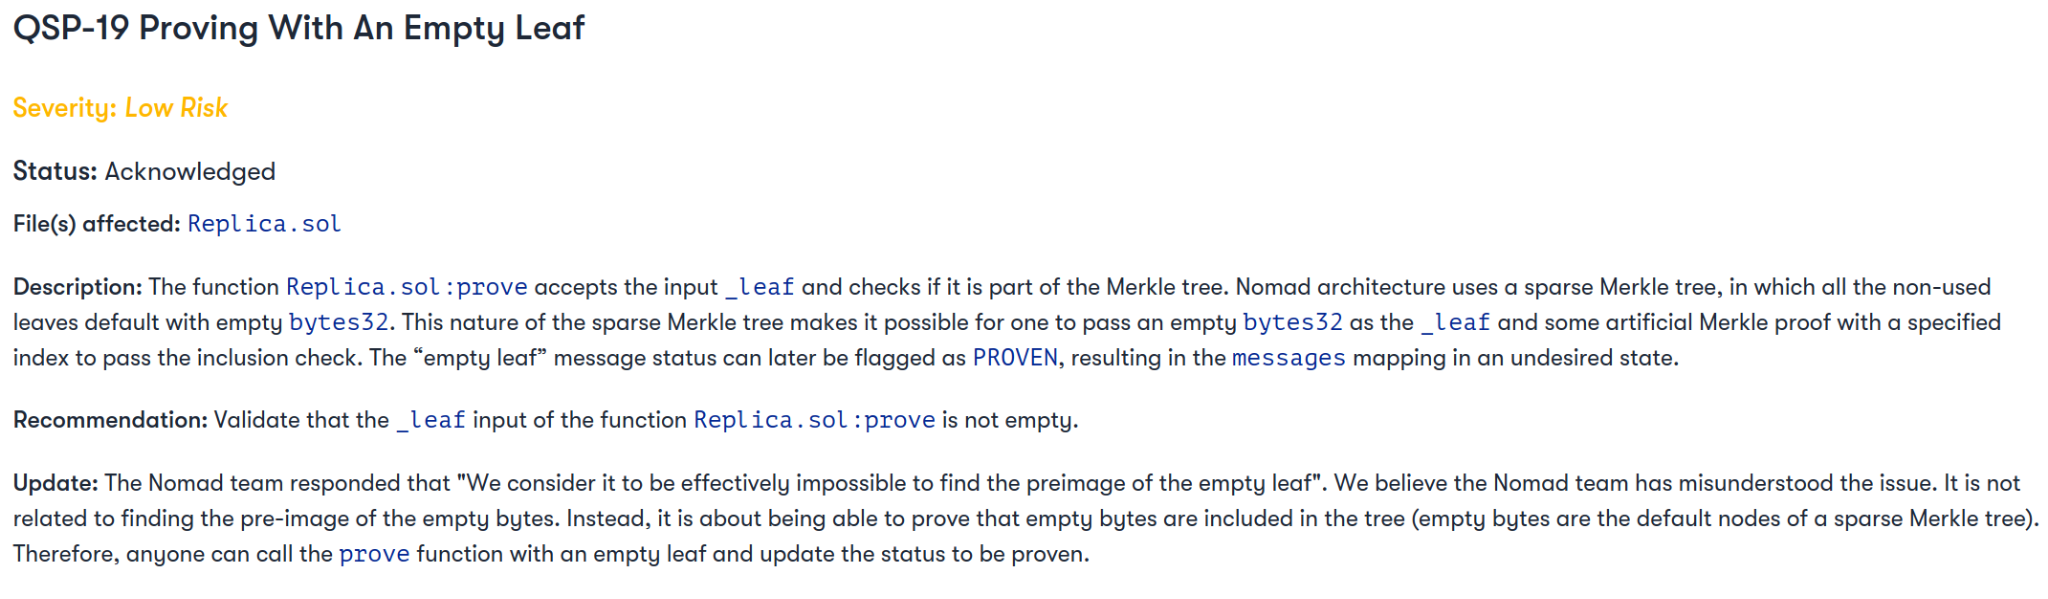 QSP-19 Proving With An Empty Leaf
Severity: Low Risk
Status: Acknowledged
File(s) affected: Replica.sol
Description: The function Replica.sol:prove accepts the input _leaf and checks if it is part of the Merkle tree. Nomad architecture uses a sparse Merkle tree, in which all the non-used
leaves default with empty bytes32. This nature of the sparse Merkle tree makes it possible for one to pass an empty bytes32 as the _leaf and some artificial Merkle proof with a specified
index to pass the inclusion check. The “empty leaf” message status can later be flagged as PROVEN, resulting in the messages mapping in an undesired state.
Recommendation: Validate that the _leaf input of the function Replica.sol:prove is not empty.
Update: The Nomad team responded that "We consider it to be effectively impossible to find the preimage of the empty leaf". We believe the Nomad team has misunderstood the issue. It is not
related to finding the pre-image of the empty bytes. Instead, it is about being able to prove that empty bytes are included in the tree (empty bytes are the default nodes of a sparse Merkle tree).
Therefore, anyone can call the prove function with an empty leaf and update the status to be proven.